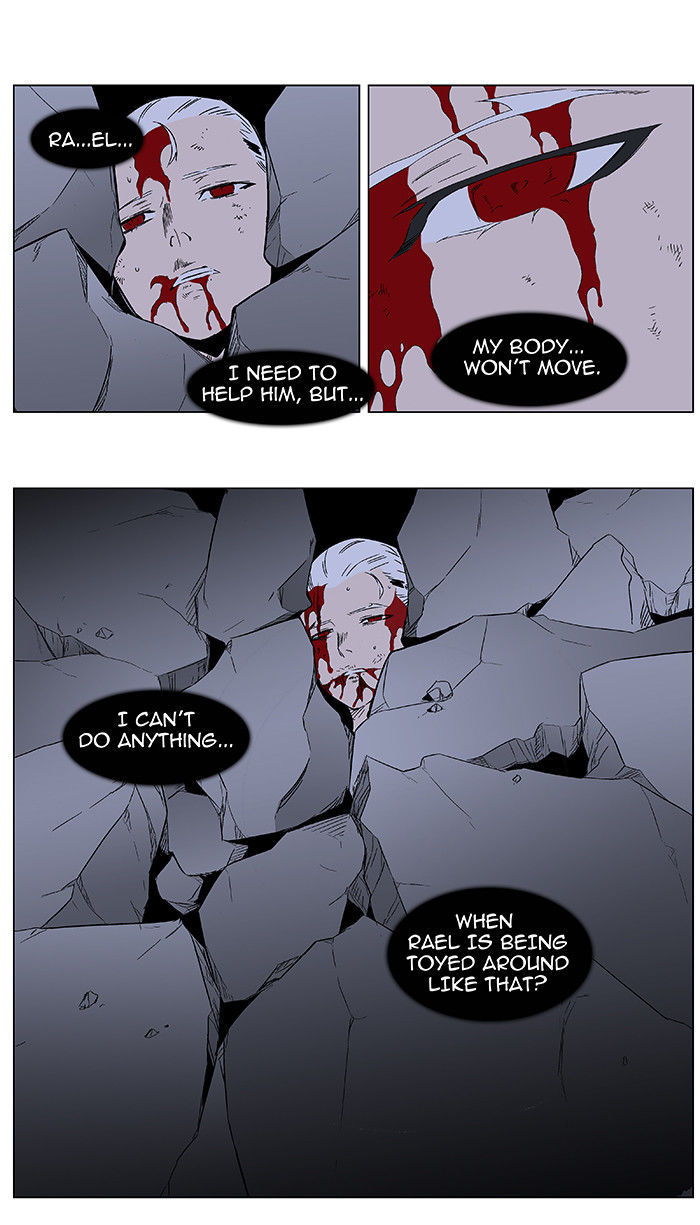 RA...EL...
I NEED TO
HELP HIM, BUT...
MY BODY...
WON'T MOVE.
I CAN'T
DO ANYTHING...
WHEN
RAEL IS BEING
TOYED AROUND
LIKE THAT?